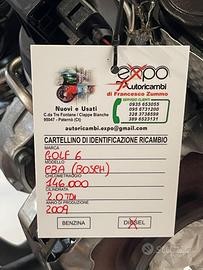 expo
Autoricambi
di Francesco Zummo
Nuovi e Usati
C.da Tre Fontane / Ciappe Bianche
95047 - Paternò (CT)
SERVIZIO CLIENTI
0935 653055
095 6731208
328 3738599
389 6523131
autoricambi.expo@gmail.com
CARTELLINO DI IDENTIFICAZIONE RICAMBIO
MARCA
GOLF 6
MODELLO
CBA (BOSCH)
CHILOMETRAGGIO
146.000
CILINDRATA
2.0 TDI
ANNO DI PRODUZIONE
2009
BENZINA
DIESEL